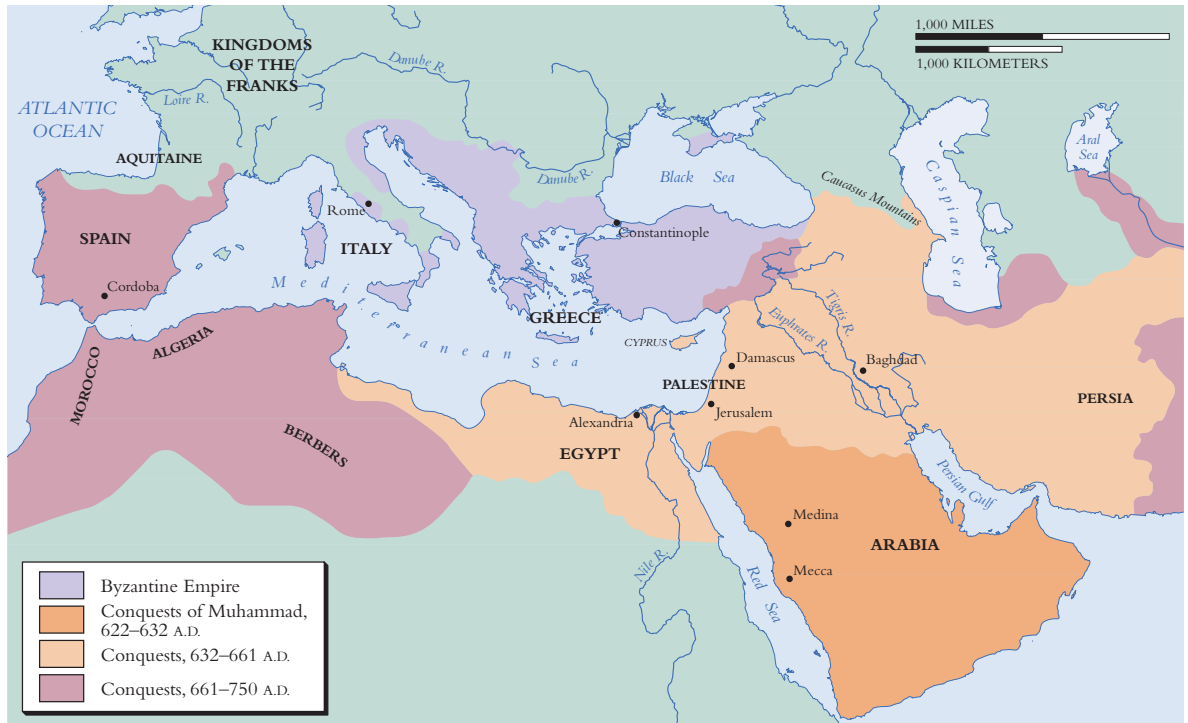 1,000 MILES
1,000 KILOMETERS
KINGDOMS
OF THE
FRANKS
Danube R.
Loire R.
ATLANTIC
OCEAN
AQUITAINE
Aral
Sea
Danube R.
Black Sea
Caucasus Mountains
Caspian Sea
Rome
Constantinople
SPAIN
ITALY
Cordoba
Mediterranean Sea
GREECE
Tigris R.
Euphrates R.
ALGERIA
MOROCCO
CYPRUS
Damascus
Baghdad
PALESTINE
PERSIA
Jerusalem
Alexandria
BERBERS
EGYPT
Persian Gulf
Medina
ARABIA
Mecca
Nile R.
Red Sea
Byzantine Empire
Conquests of Muhammad,
622–632 A.D.
Conquests, 632–661 A.D.
Conquests, 661–750 A.D.